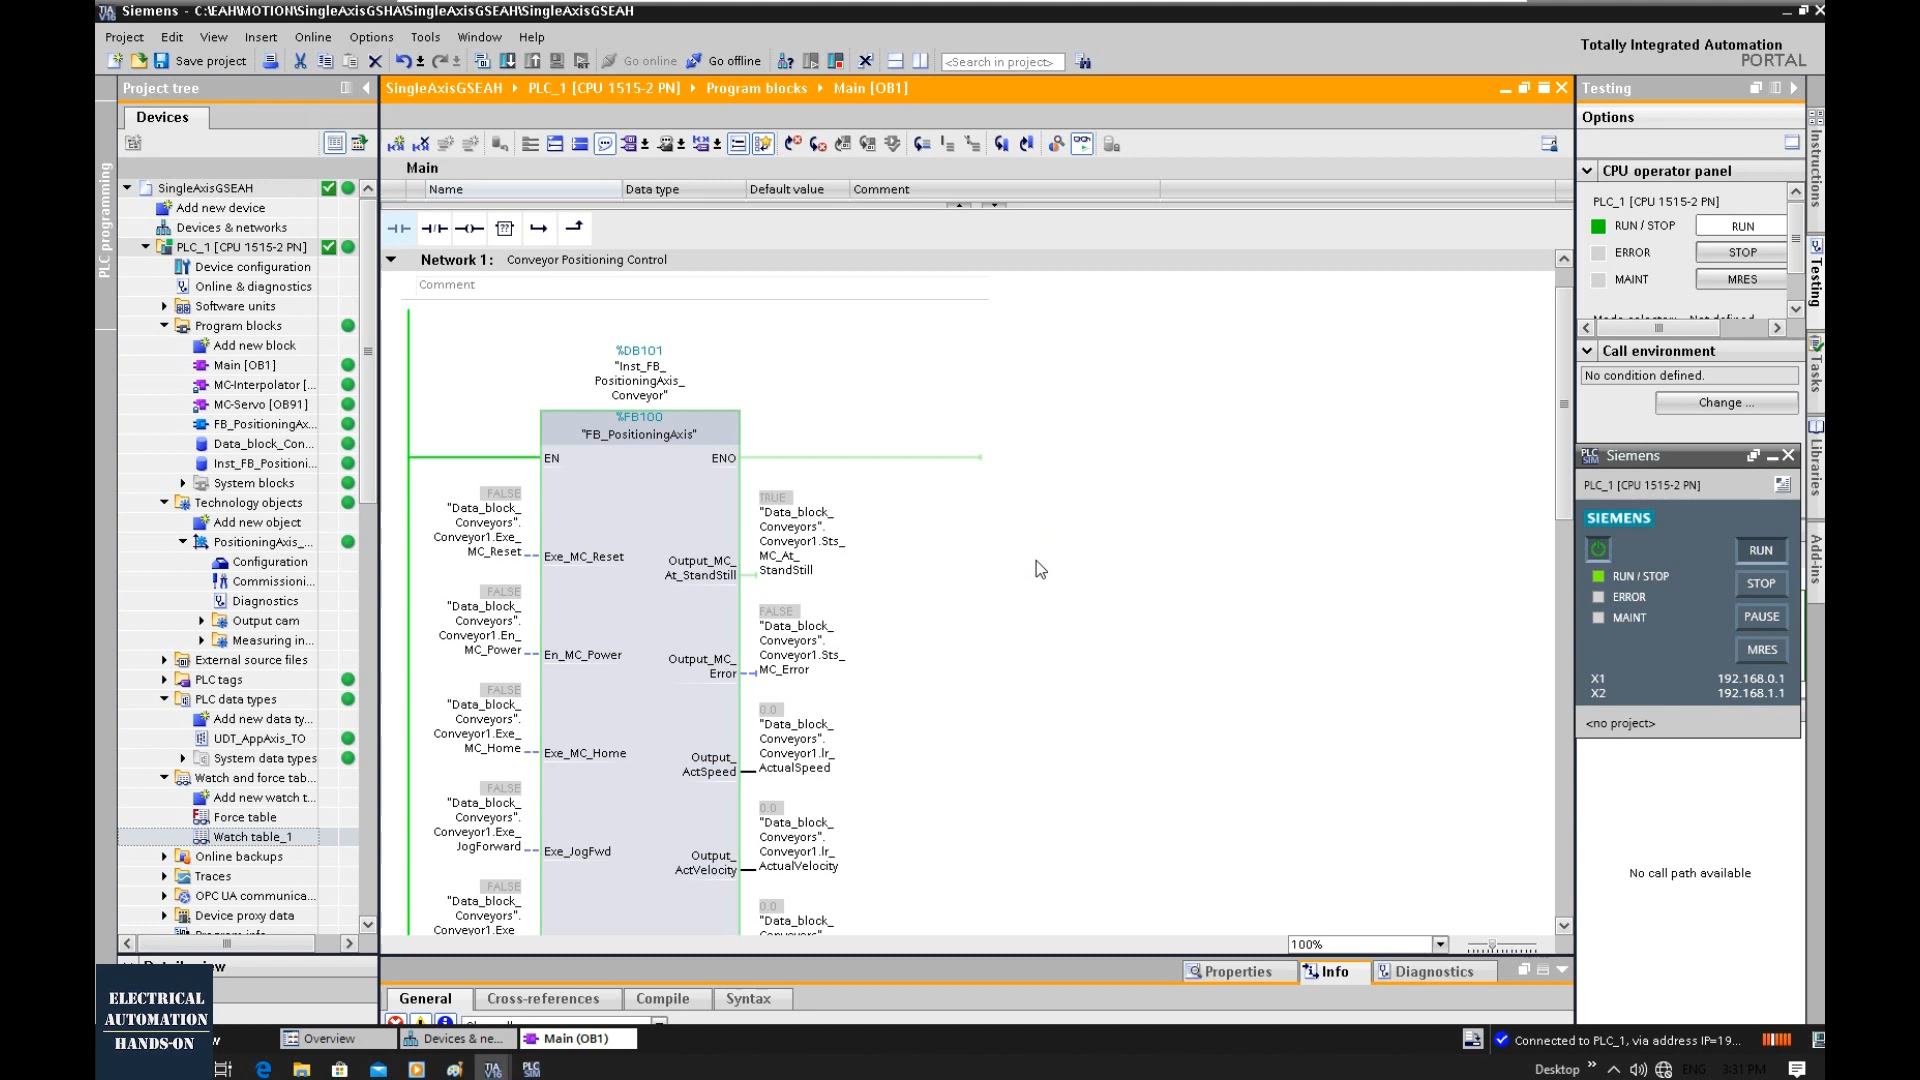 Siemens - C:\EAH\MOTION\SingleAxisGSHA\SingleAxisGSEAH\SingleAxisGSEAH
Project Edit View Insert Online Options Tools Window Help
Totally Integrated Automation
PORTAL
Save project
Go online
Go offline
<Search in project>
Project tree
SingleAxisGSEAH
PLC_1 [CPU 1515-2 PN]
Program blocks
Main [OB1]
Testing
Devices
PLC programming
SingleAxisGSEAH
Add new device
Devices & networks
PLC_1 [CPU 1515-2 PN]
Device configuration
Online & diagnostics
Software units
Program blocks
Add new block
Main [OB1]
MC-Interpolator [...
MC-Servo [OB91]
FB_PositioningAx...
Data_block_Con...
Inst_FB_Positioni...
System blocks
Technology objects
Add new object
PositioningAxis_...
Configuration
Commissioni...
Diagnostics
Output cam
Measuring in...
External source files
PLC tags
PLC data types
Add new data ty...
UDT_AppAxis_TO
System data types
Watch and force tab...
Add new watch t...
Force table
Watch table_1
Online backups
Traces
OPC UA communica...
Device proxy data
Main
Name Data type Default value Comment
Network 1: Conveyor Positioning Control
Comment
%DB101
"Inst_FB_
PositioningAxis_
Conveyor"
%FB100
"FB_PositioningAxis"
EN
ENO
FALSE
"Data_block_
Conveyors".
Conveyor1.Exe_
MC_Reset
Exe_MC_Reset
FALSE
"Data_block_
Conveyors".
Conveyor1.En_
MC_Power
En_MC_Power
FALSE
"Data_block_
Conveyors".
Conveyor1.Exe_
MC_Home
Exe_MC_Home
FALSE
"Data_block_
Conveyors".
Conveyor1.Exe_
JogForward
Exe_JogFwd
FALSE
"Data_block_
Conveyors".
Conveyor1.Exe
TRUE
"Data_block_
Conveyors".
Conveyor1.Sts_
MC_At_
StandStill
Output_MC_
At_StandStill
FALSE
"Data_block_
Conveyors".
Conveyor1.Sts_
MC_Error
Output_MC_
Error
0.0
"Data_block_
Conveyors".
Conveyor1.lr_
ActualSpeed
Output_
ActSpeed
0.0
"Data_block_
Conveyors".
Conveyor1.lr_
ActualVelocity
Output_
ActVelocity
0.0
"Data_block_
100%
Properties Info Diagnostics
General Cross-references Compile Syntax
Options
CPU operator panel
PLC_1 [CPU 1515-2 PN]
RUN / STOP RUN
ERROR STOP
MAINT MRES
Call environment
No condition defined.
Change ...
Siemens
PLC_1 [CPU 1515-2 PN]
SIEMENS
RUN
RUN / STOP
STOP
ERROR
MAINT
PAUSE
MRES
X1 192.168.0.1
X2 192.168.1.1
<no project>
No call path available
Instructions
Testing
Tasks
Libraries
Add-ins
ELECTRICAL
AUTOMATION
HANDS-ON
Overview
Devices & ne...
Main (OB1)
Connected to PLC_1, via address IP=19...
Desktop
ENG
3:31 PM